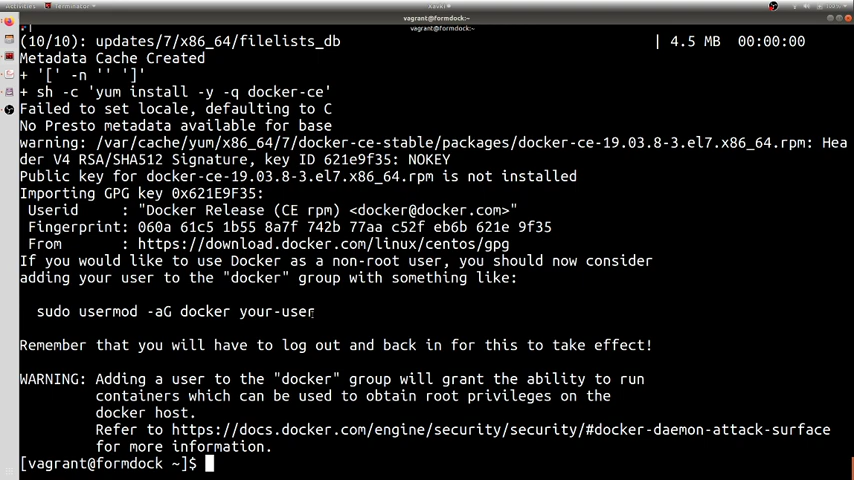 Activities
Terminator
vagrant@formdock:~
vagrant@formdock:~
(10/10): updates/7/x86_64/filelists_db | 4.5 MB 00:00:00
Metadata Cache Created
+ '[' -n '' ']'
+ sh -c 'yum install -y -q docker-ce'
Failed to set locale, defaulting to C
No Presto metadata available for base
warning: /var/cache/yum/x86_64/7/docker-ce-stable/packages/docker-ce-19.03.8-3.el7.x86_64.rpm: Hea
der V4 RSA/SHA512 Signature, key ID 621e9f35: NOKEY
Public key for docker-ce-19.03.8-3.el7.x86_64.rpm is not installed
Importing GPG key 0x621E9F35:
Userid     : "Docker Release (CE rpm) <docker@docker.com>"
Fingerprint: 060a 61c5 1b55 8a7f 742b 77aa c52f eb6b 621e 9f35
From       : https://download.docker.com/linux/centos/gpg
If you would like to use Docker as a non-root user, you should now consider
adding your user to the "docker" group with something like:
sudo usermod -aG docker your-user
Remember that you will have to log out and back in for this to take effect!
WARNING: Adding a user to the "docker" group will grant the ability to run
containers which can be used to obtain root privileges on the
docker host.
Refer to https://docs.docker.com/engine/security/security/#docker-daemon-attack-surface
for more information.
[vagrant@formdock ~]$